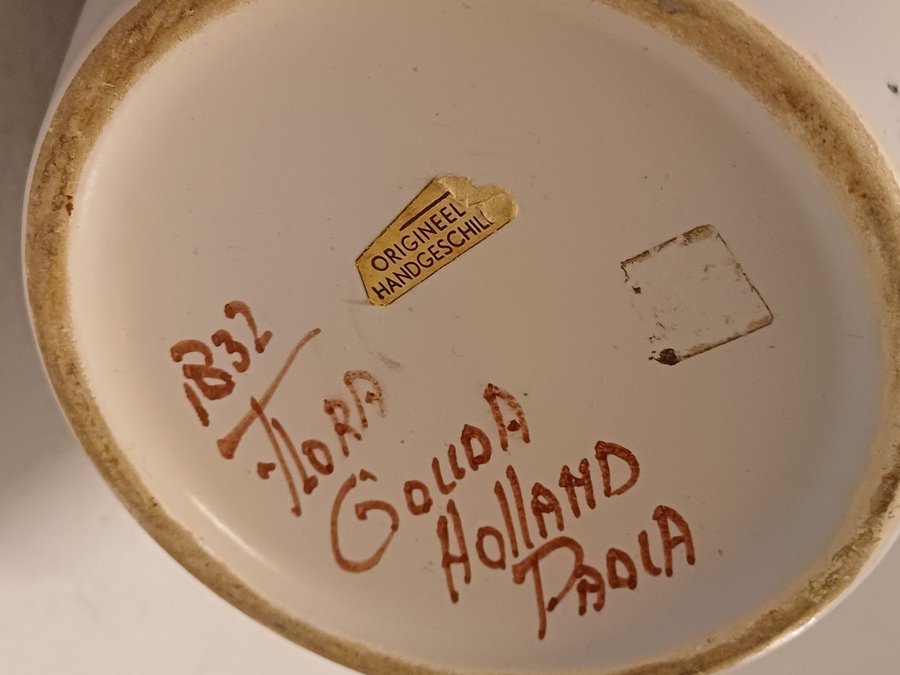 ORIGINEEL
HANDGESCHIL
1832
FLORA
GOUDA
HOLLAND
PAOLA